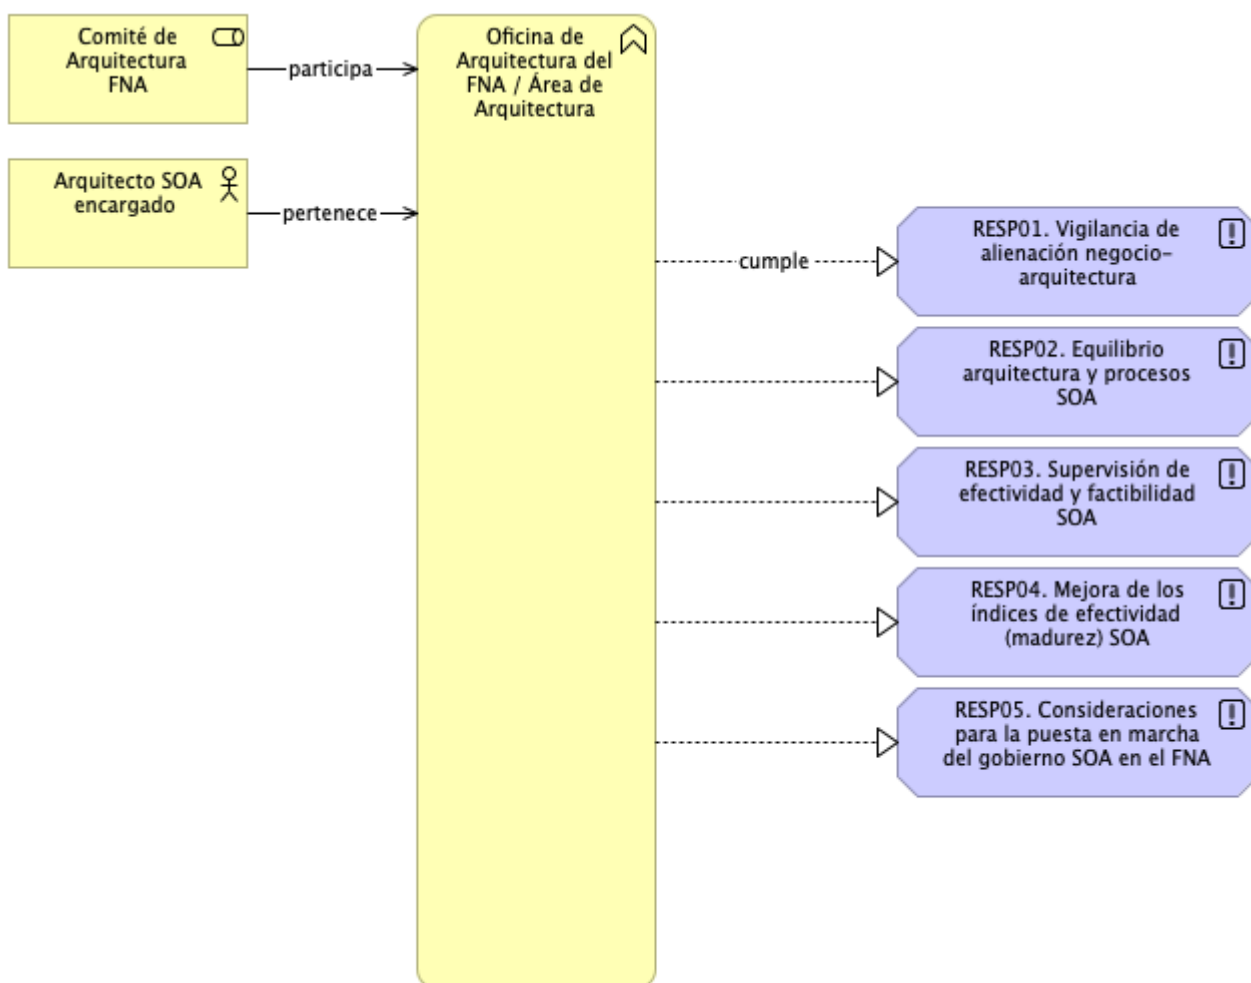 Comité de
Arquitectura
FNA
participa
Oficina de
Arquitectura del
FNA / Área de
Arquitectura
Arquitecto SOA
encargado
pertenece
cumple
RESP01. Vigilancia de
alienación negocio-
arquitectura
RESP02. Equilibrio
arquitectura y procesos
SOA
RESP03. Supervisión de
efectividad y factibilidad
SOA
RESP04. Mejora de los
índices de efectividad
(madurez) SOA
RESP05. Consideraciones
para la puesta en marcha
del gobierno SOA en el FNA